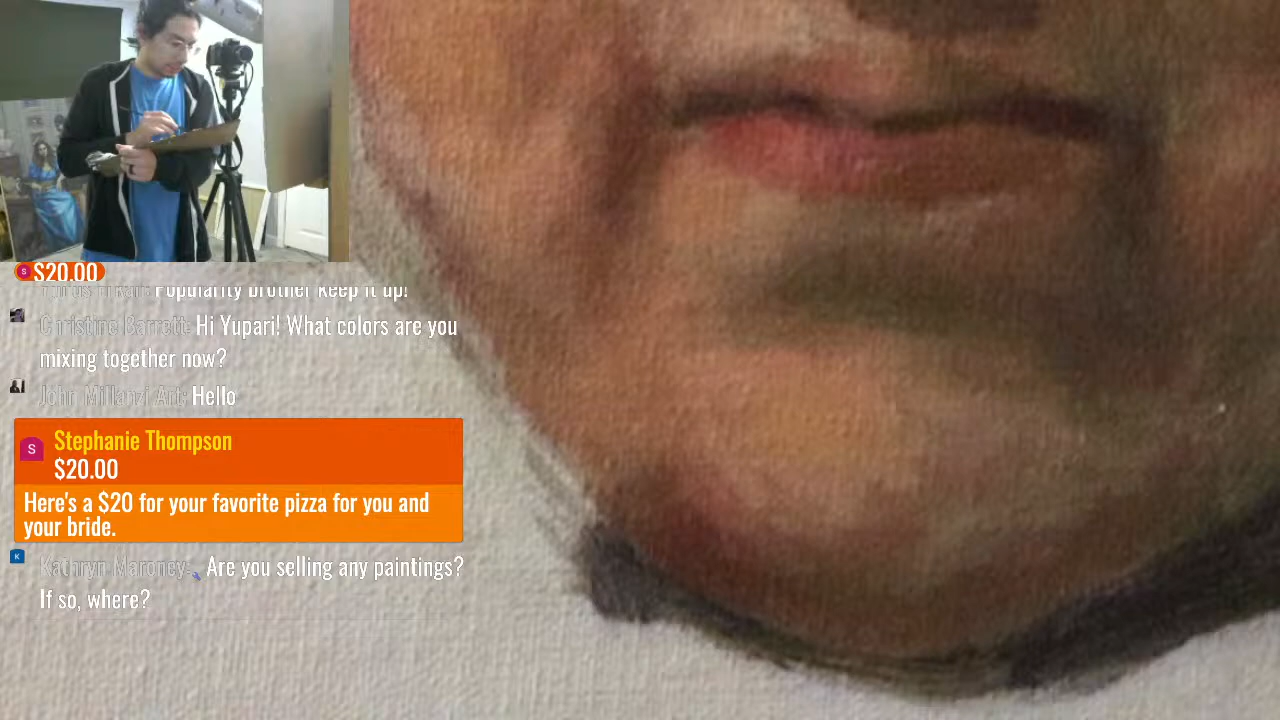 S $20.00
Popularity brother keep it up!
Christine Barrett: Hi Yupari! What colors are you
mixing together now?
John Millanzi Art: Hello
S
Stephanie Thompson
$20.00
Here's a $20 for your favorite pizza for you and
your bride.
K
Kathryn Maroney: Are you selling any paintings?
If so, where?